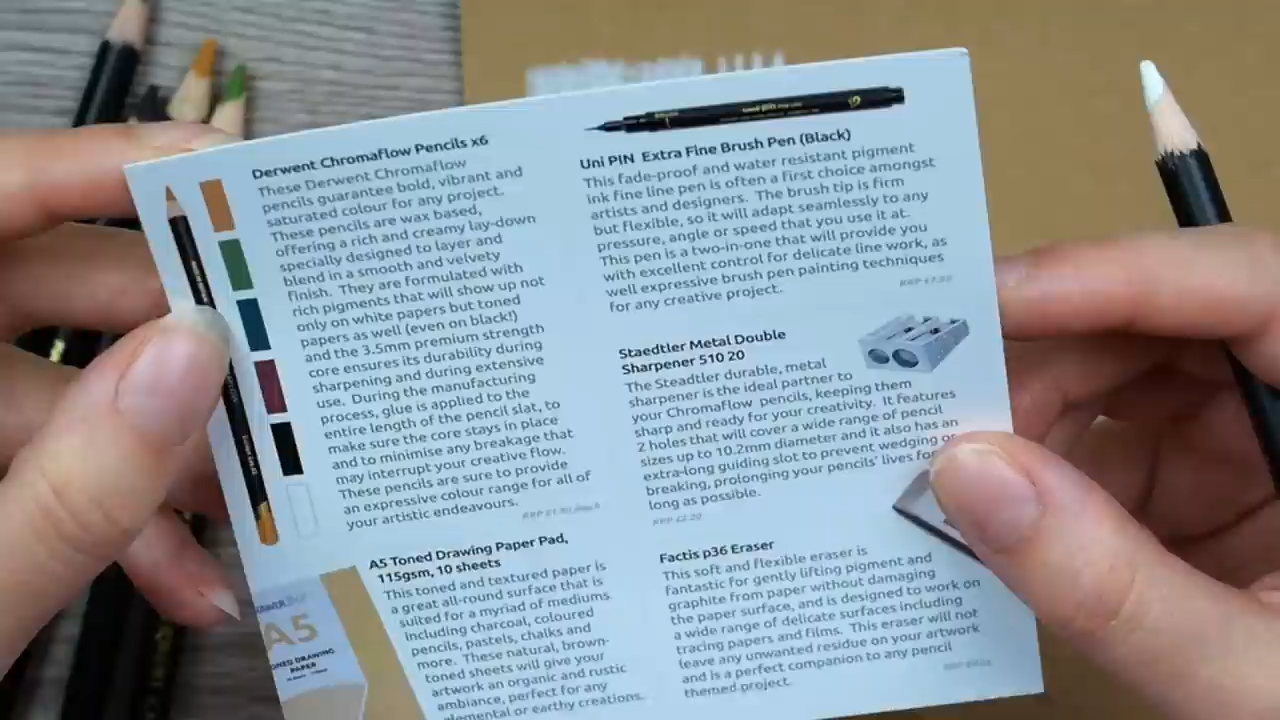 Derwent Chromaflow Pencils x6
These Derwent Chromaflow
pencils guarantee bold, vibrant and
saturated colour for any project.
These pencils are wax based,
offering a rich and creamy lay-down
specially designed to layer and
blend in a smooth and velvety
finish. They are formulated with
rich pigments that will show up not
only on white papers but toned
papers as well (even on black!)
and the 3.5mm premium strength
core ensures its durability during
sharpening and during extensive
use. During the manufacturing
process, glue is applied to the
entire length of the pencil slat, to
make sure the core stays in place
and to minimise any breakage that
may interrupt your creative flow.
These pencils are sure to provide
an expressive colour range for all of
your artistic endeavours.
A5 Toned Drawing Paper Pad,
115gsm, 10 sheets
This toned and textured paper is
a great all-round surface that is
suited for a myriad of mediums
including charcoal, coloured
pencils, pastels, chalks and
more. These natural, brown-
toned sheets will give your
artwork an organic and rustic
ambiance, perfect for any
elemental or earthy creations.
A5
TONED DRAWING
PAPER
Uni PIN Extra Fine Brush Pen (Black)
This fade-proof and water resistant pigment
ink fine line pen is often a first choice amongst
artists and designers. The brush tip is firm
but flexible, so it will adapt seamlessly to any
pressure, angle or speed that you use it at.
This pen is a two-in-one that will provide you
with excellent control for delicate line work, as
well expressive brush pen painting techniques
for any creative project.
Staedtler Metal Double
Sharpener 510 20
The Steadtler durable, metal
sharpener is the ideal partner to
your Chromaflow pencils, keeping them
sharp and ready for your creativity. It features
2 holes that will cover a wide range of pencil
sizes up to 10.2mm diameter and it also has an
extra-long guiding slot to prevent wedging or
breaking, prolonging your pencils' lives for
long as possible.
RRP £2.20
Factis p36 Eraser
This soft and flexible eraser is
fantastic for gently lifting pigment and
graphite from paper without damaging
the paper surface, and is designed to work on
a wide range of delicate surfaces including
tracing papers and films. This eraser will not
leave any unwanted residue on your artwork
and is a perfect companion to any pencil
themed project.